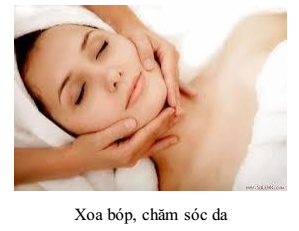 Xoa bóp, chăm sóc da